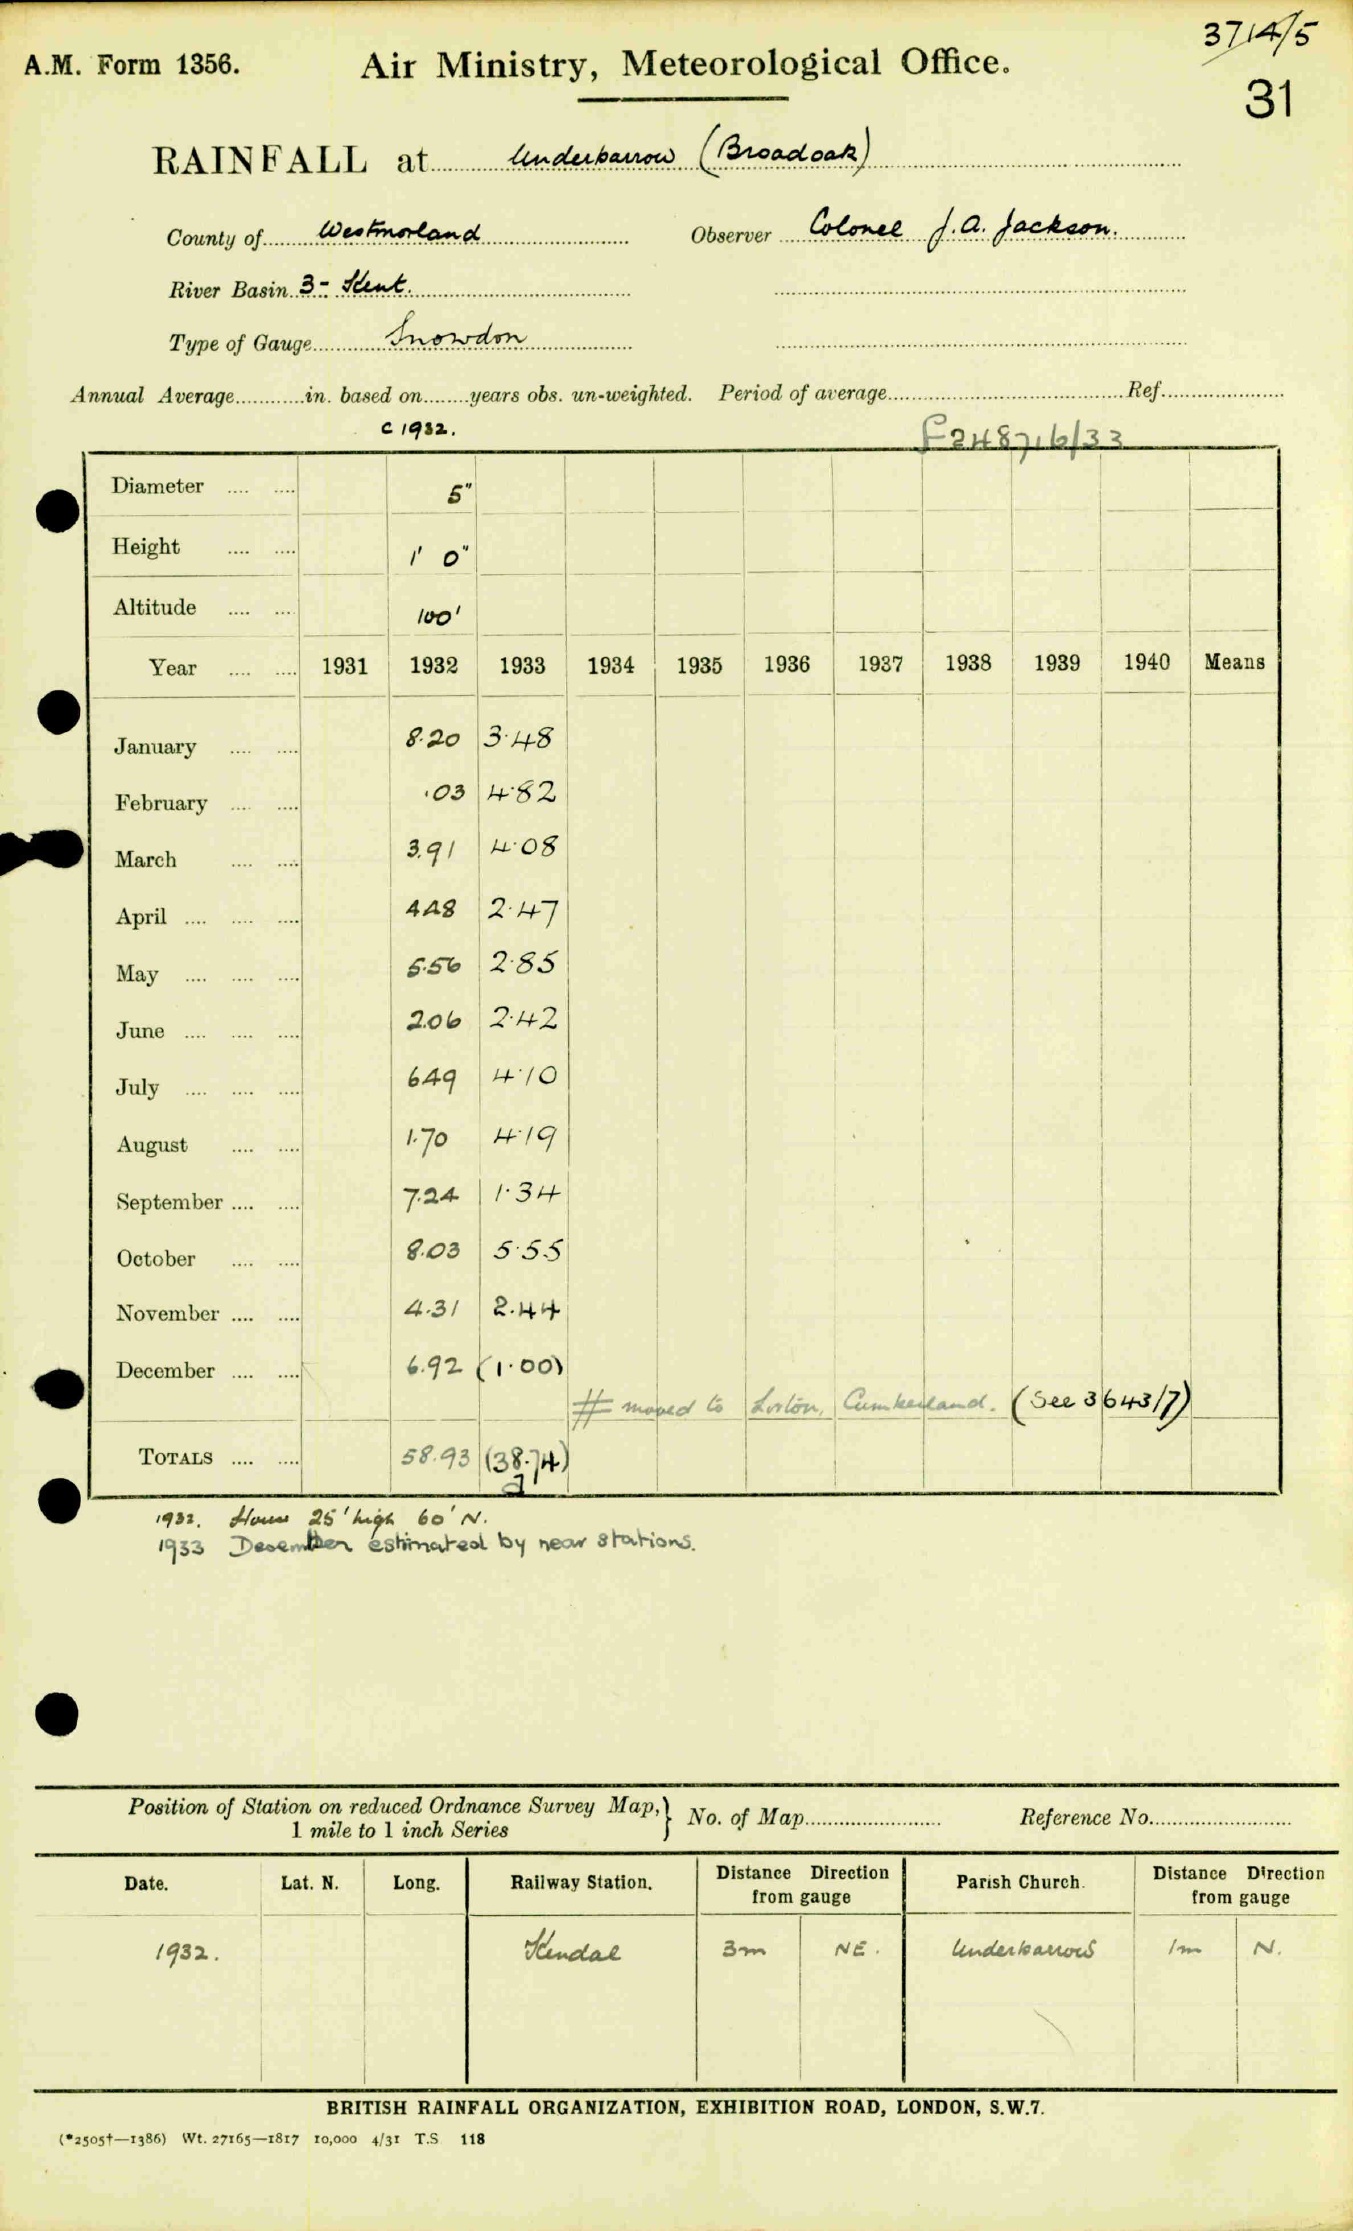 3714/5
A.M. Form 1356. Air Ministry, Meteorological Office.
31
RAINFALL at Underbarrow (Broadoak)
County of Westmorland Observer Colonel J. A. Jackson.
River Basin 3 - Kent.
Type of Gauge Snowdon
Annual Average in. based on years obs. un-weighted. Period of average Ref.
c 1932.
Diameter 5"
Height 1' 0"
Altitude 100'
Year 1931 1932 1933 1934 1935 1936 1937 1938 1939 1940 Means
January 8.20 3.48
February .03 4.82
March 3.91 4.08
April 4.48 2.47
May 5.56 2.85
June 2.06 2.42
July 6.49 4.10
August 1.70 4.19
September 7.24 1.34
October 8.03 5.55
November 4.31 2.44
December 6.92 (1.00)
moved to Lorton, Cumberland. (See 3643/7)
TOTALS 58.93 (38.74)
1932. House 25' high 60' N.
1933 December estimated by near stations.
Position of Station on reduced Ordnance Survey Map, } No. of Map Reference No.
1 mile to 1 inch Series
Date. Lat. N. Long. Railway Station. Distance Direction from gauge Parish Church. Distance Direction from gauge
1932. Kendal 3m NE. Underbarrow 1m N.
BRITISH RAINFALL ORGANIZATION, EXHIBITION ROAD, LONDON, S.W.7.
(*2505†—1386) Wt. 27165—1817 10,000 4/31 T.S 118